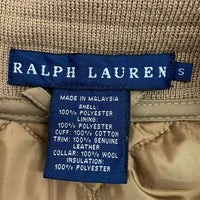 RALPH LAUREN S
MADE IN MALAYSIA
SHELL:
100% POLYESTER
LINING:
100% POLYESTER
CUFF: 100% COTTON
TRIM: 100% GENUINE
LEATHER
COLLAR: 100% WOOL
INSULATION:
100% POLYESTER